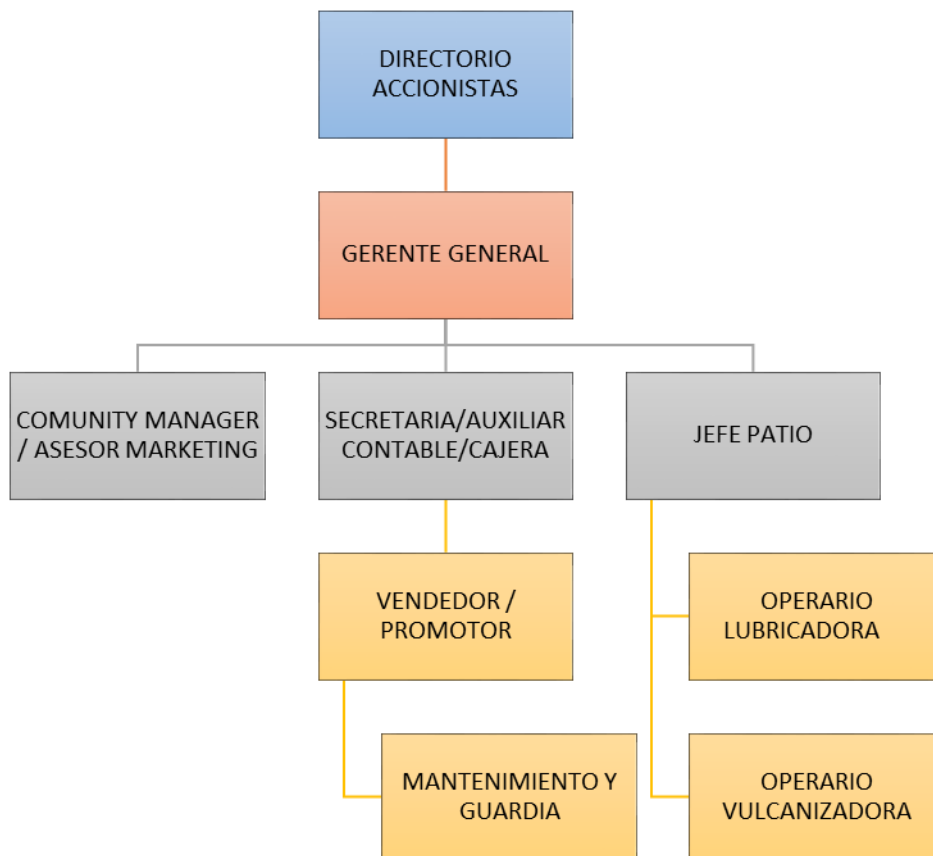 DIRECTORIO
ACCIONISTAS
GERENTE GENERAL
COMUNITY MANAGER
/ ASESOR MARKETING
SECRETARIA/AUXILIAR
CONTABLE/CAJERA
JEFE PATIO
VENDEDOR /
PROMOTOR
OPERARIO
LUBRICADORA
MANTENIMIENTO Y
GUARDIA
OPERARIO
VULCANIZADORA